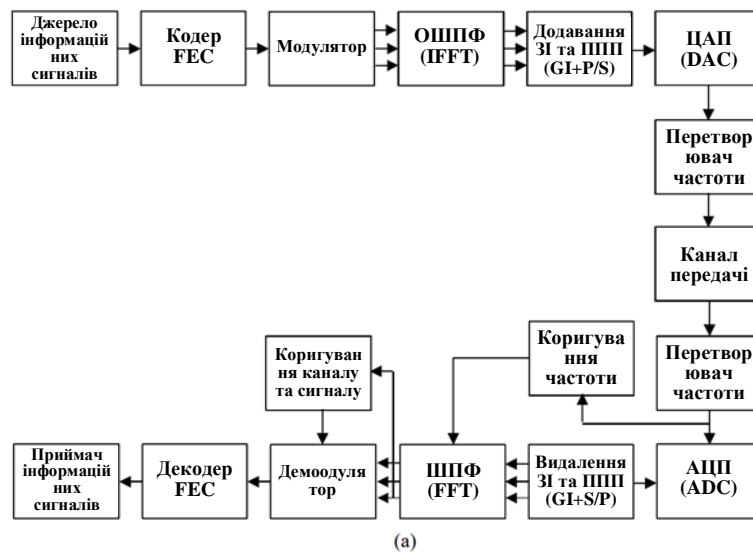 Джерело
інформацій
них
сигналів
Кодер
FEC
Модулятор
ОШПФ
(IFFT)
Додавання
ЗІ та ППП
(GI+P/S)
ЦАП
(DAC)
Перетвор
ювач
частоти
Канал
передачі
Перетвор
ювач
частоти
Коригува
ння
частоти
Коригуван
ня каналу
та сигналу
Приймач
інформацій
них
сигналів
Декодер
FEC
Демоодуля
тор
ШПФ
(FFT)
Видалення
ЗІ та ППП
(GI+S/P)
АЦП
(ADC)
(a)